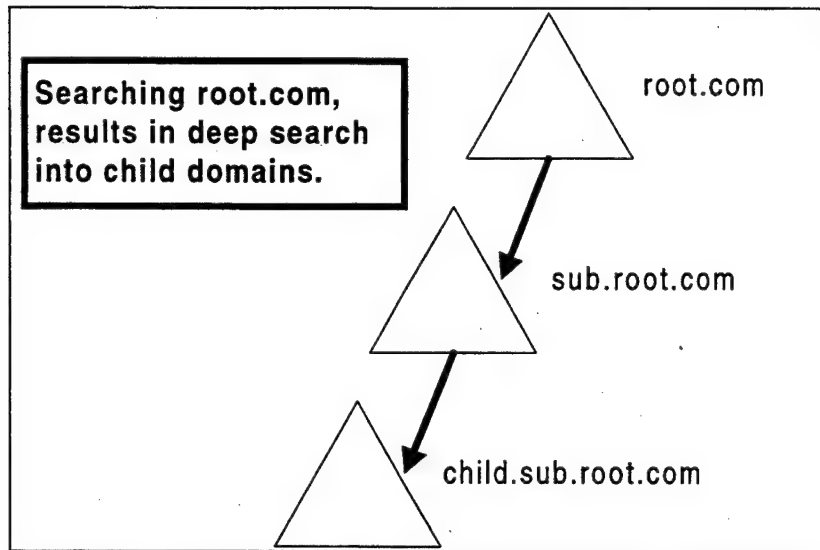 Searching root.com,
results in deep search
into child domains.
root.com
sub.root.com
child.sub.root.com